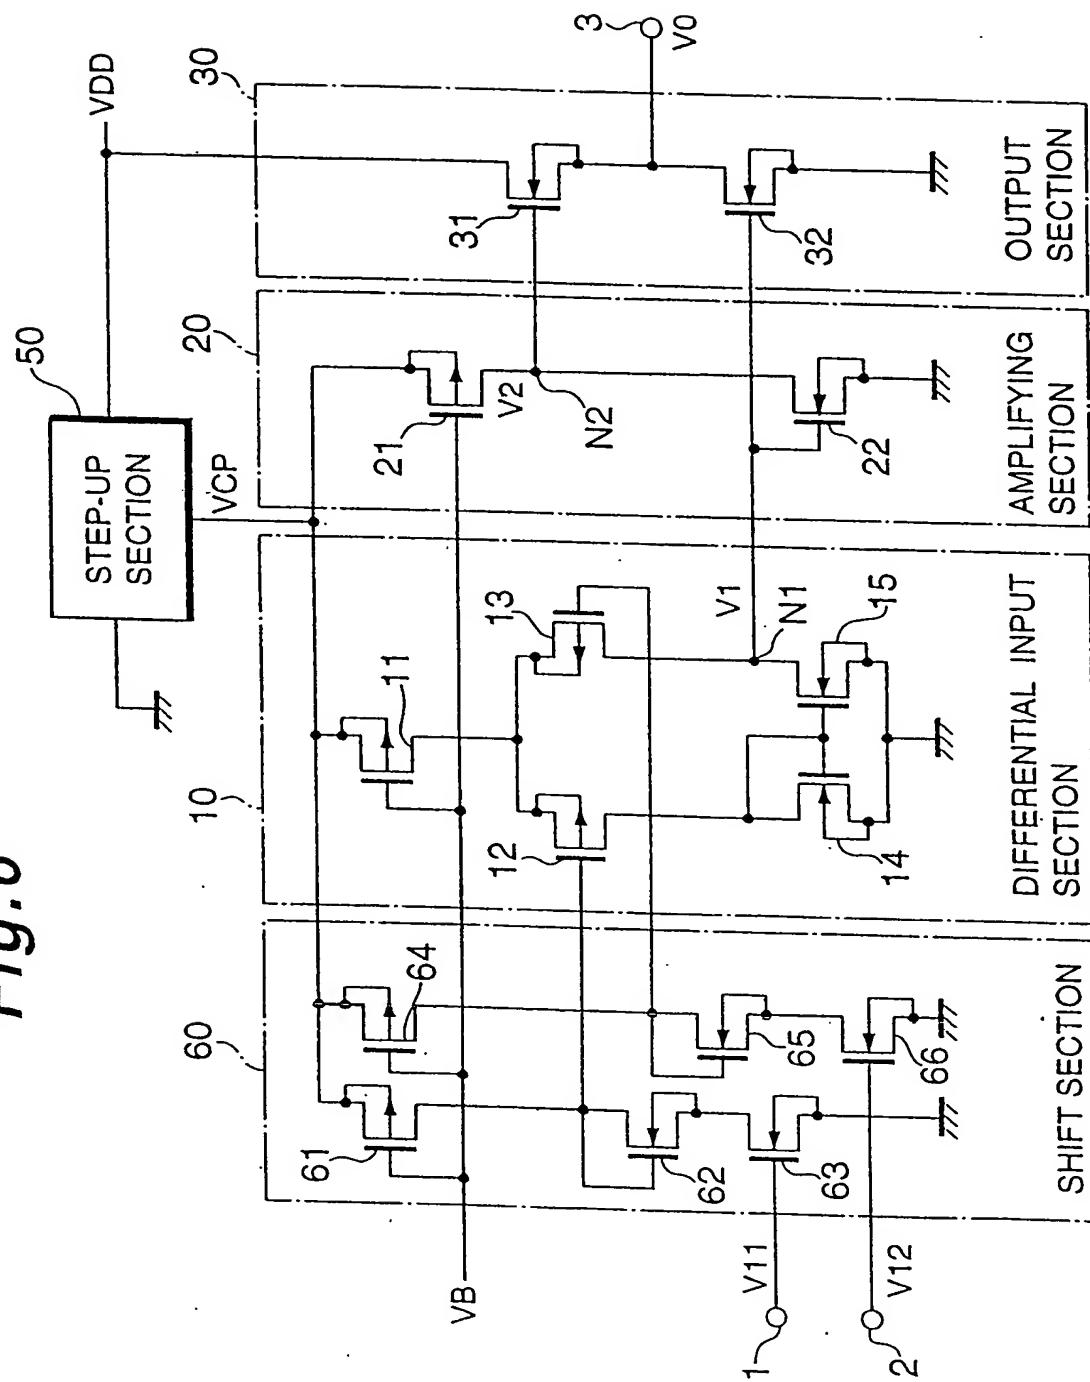 Fig.6
STEP-UP
SECTION
50
VDD
VCP
60
10
20
30
61
64
11
21
31
3
V0
VB
12
13
V2
N2
62
65
V1
N1
32
1
V11
63
66
14
15
22
2
V12
SHIFT SECTION
DIFFERENTIAL INPUT
SECTION
AMPLIFYING
SECTION
OUTPUT
SECTION